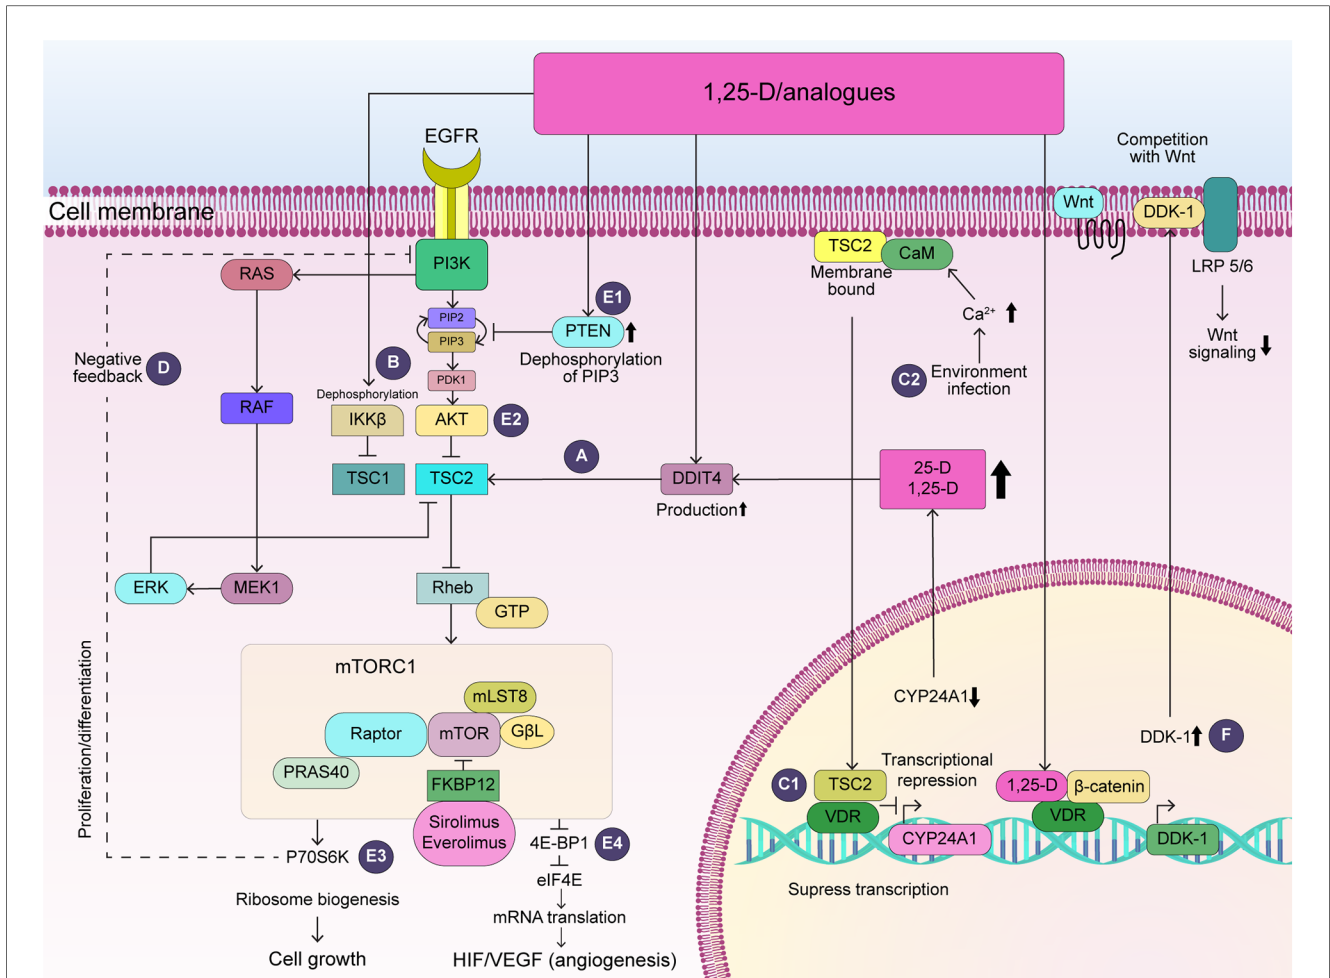 1,25-D/analogues
EGFR
Competition
with Wnt
Cell membrane
Wnt
DDK-1
LRP 5/6
Wnt
signaling
TSC2
CaM
Membrane
bound
Ca2+
C2
Environment
infection
RAS
PI3K
PIP2
PIP3
PDK1
E1
PTEN
Dephosphorylation
of PIP3
Negative
feedback
D
B
Dephosphorylation
RAF
IKKβ
AKT
E2
TSC1
TSC2
A
DDIT4
Production
25-D
1,25-D
ERK
MEK1
Rheb
GTP
mTORC1
mLST8
Raptor
mTOR
GβL
PRAS40
FKBP12
Sirolimus
Everolimus
Proliferation/differentiation
P70S6K
E3
4E-BP1
E4
eIF4E
Ribosome biogenesis
mRNA translation
Cell growth
HIF/VEGF (angiogenesis)
CYP24A1
DDK-1
F
Transcriptional
repression
C1
TSC2
VDR
CYP24A1
1,25-D
β-catenin
VDR
DDK-1
Supress transcription